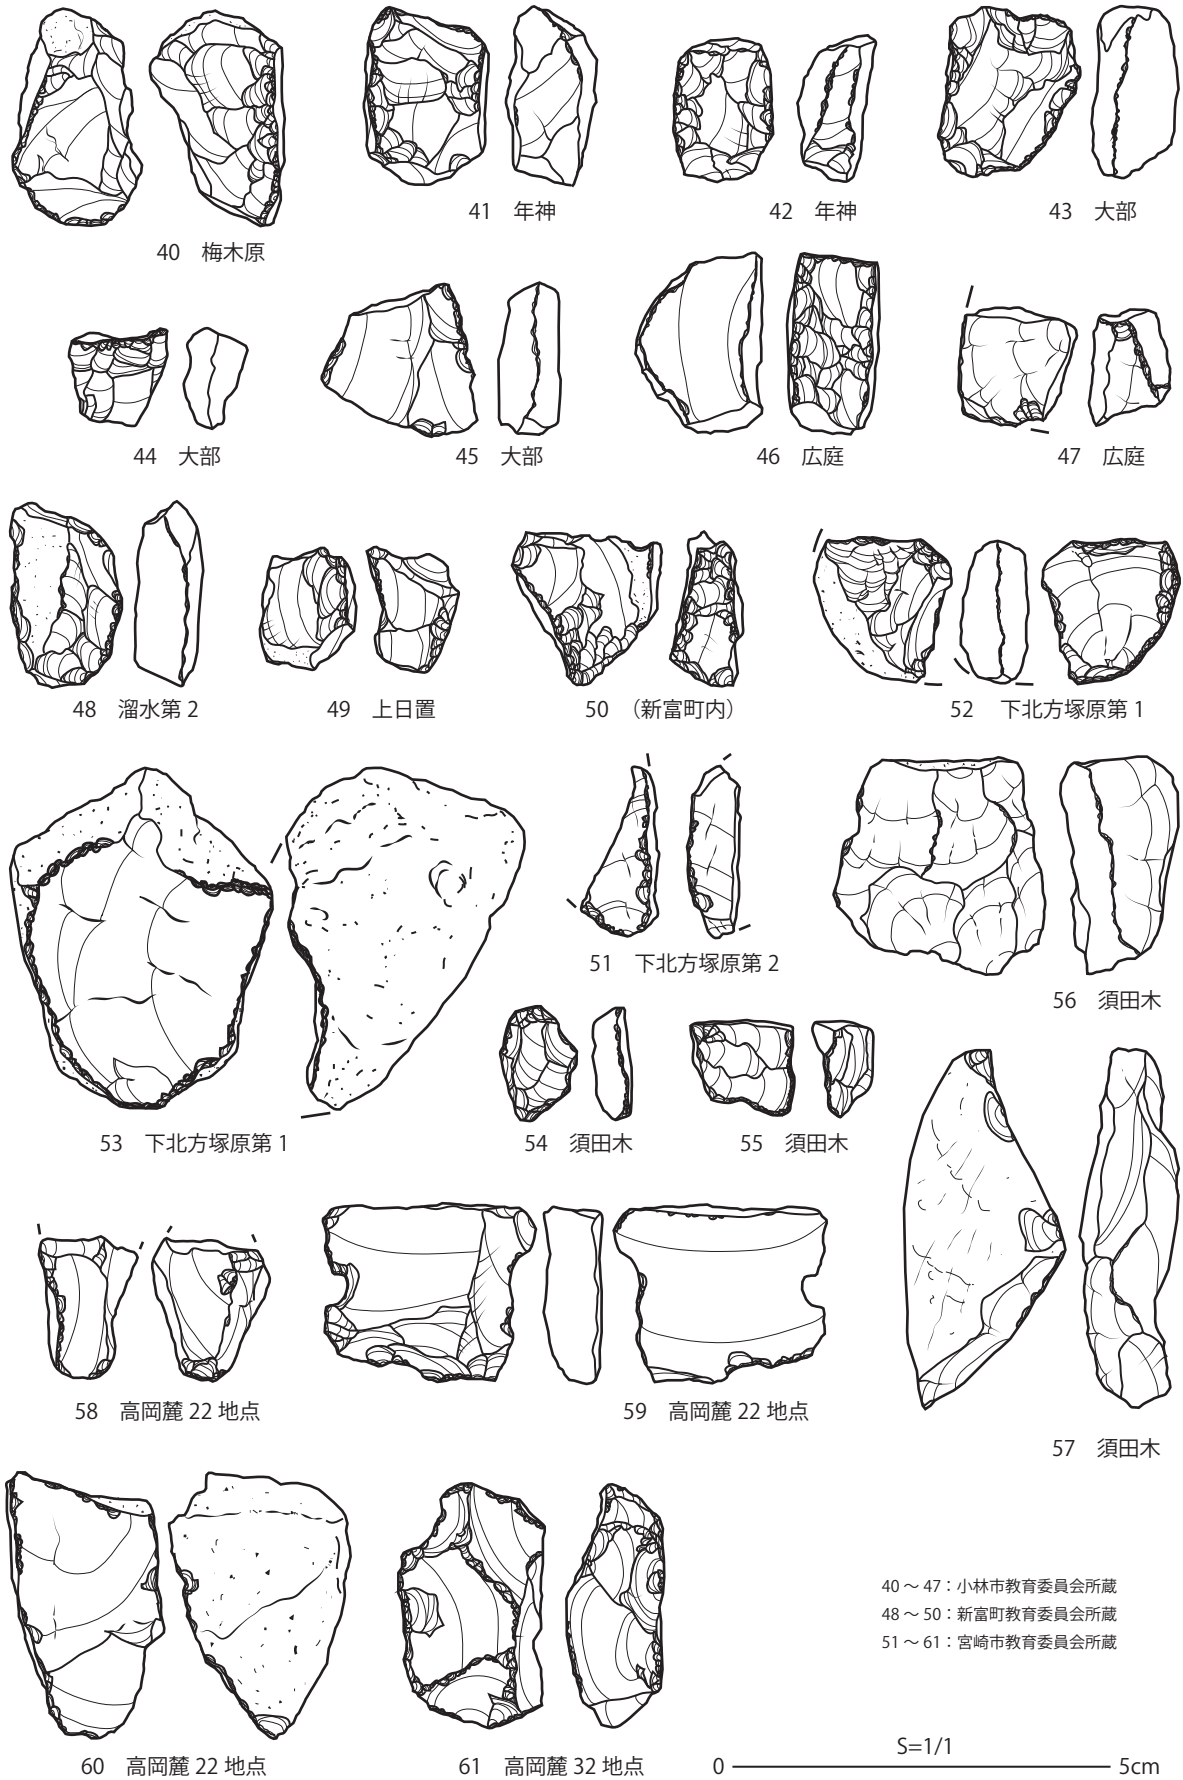 40　梅木原
41　年神
42　年神
43　大部
44　大部
45　大部
46　広庭
47　広庭
48　溜水第 2
49　上日置
50　（新富町内）
52　下北方塚原第 1
51　下北方塚原第 2
56　須田木
53　下北方塚原第 1
54　須田木
55　須田木
58　高岡麓 22 地点
59　高岡麓 22 地点
57　須田木
40 ～ 47：小林市教育委員会所蔵
48 ～ 50：新富町教育委員会所蔵
51 ～ 61：宮崎市教育委員会所蔵
60　高岡麓 22 地点
61　高岡麓 32 地点
S=1/1
0 5cm